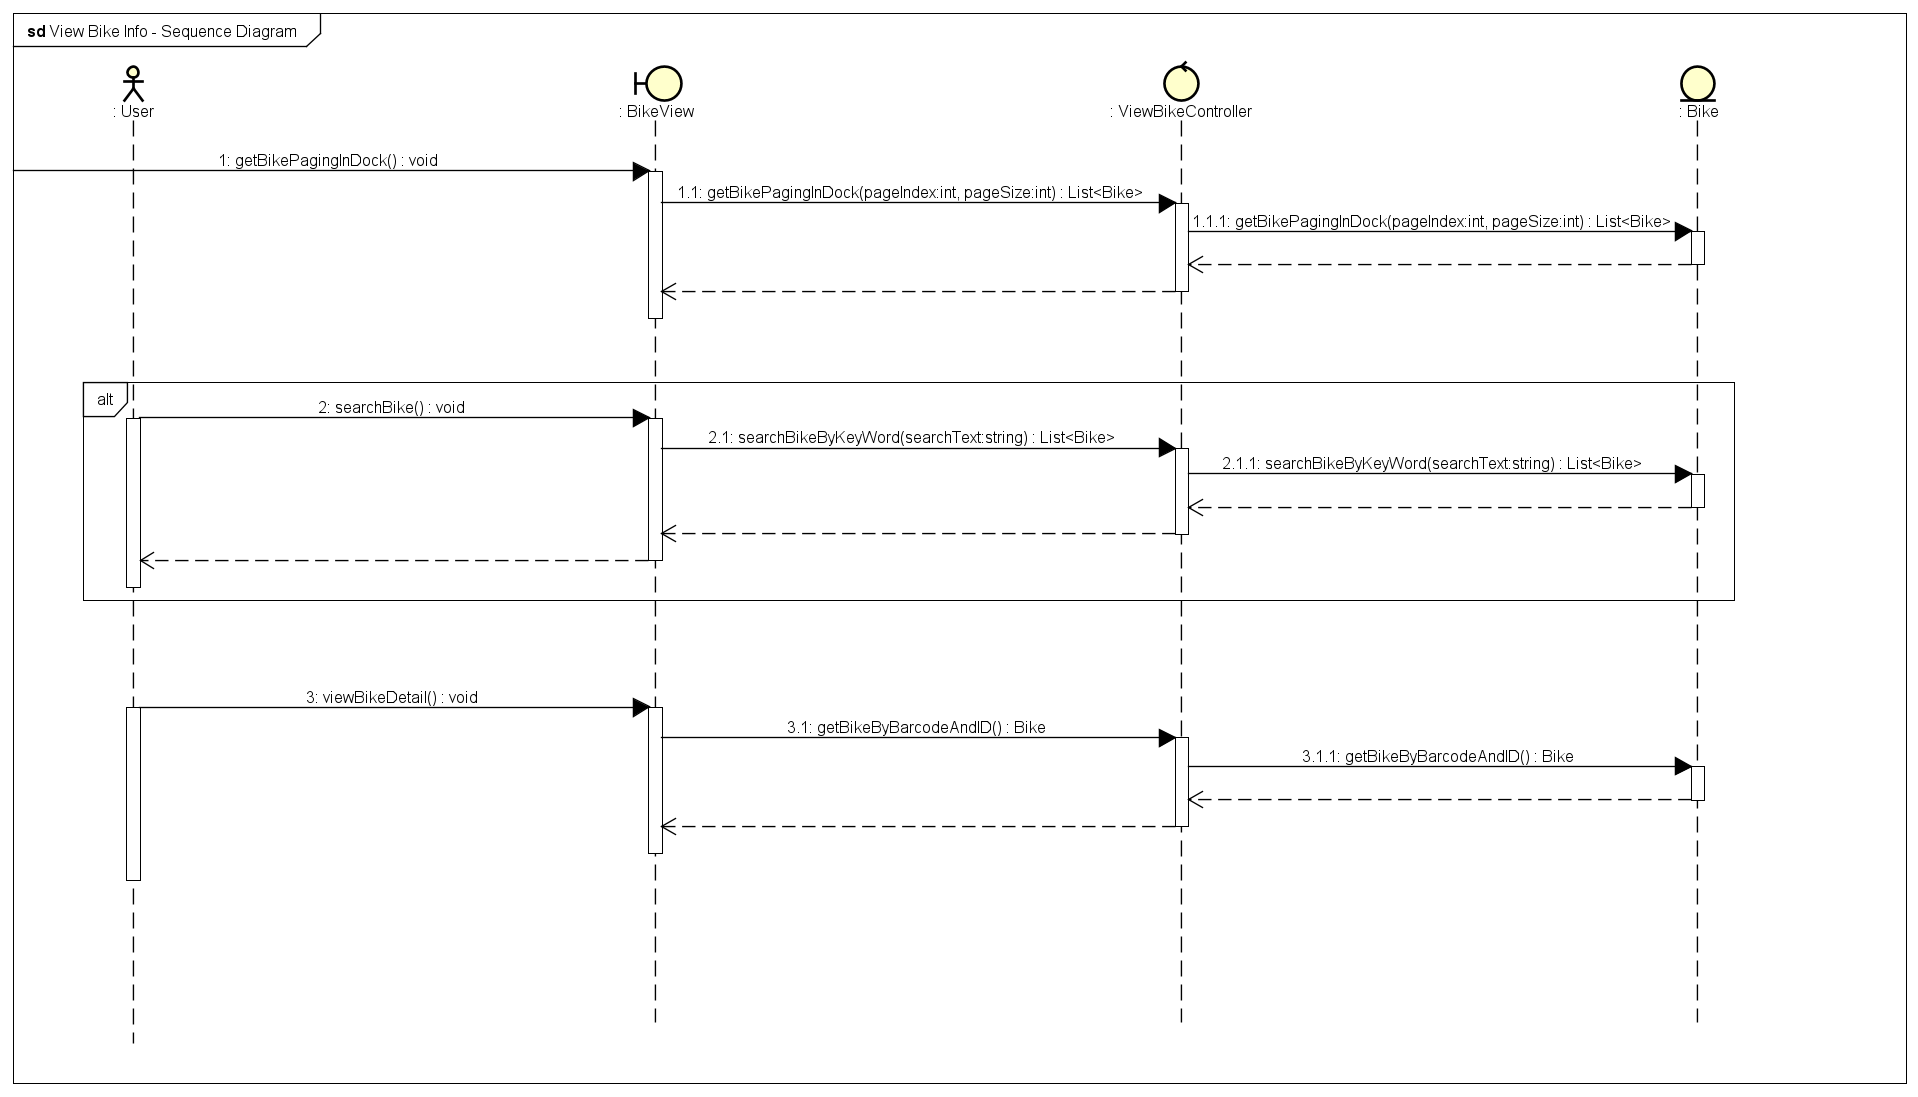 sd View Bike Info - Sequence Diagram
: User
: BikeView
: ViewBikeController
: Bike
1: getBikePagingInDock() : void
1.1: getBikePagingInDock(pageIndex:int, pageSize:int) : List<Bike>
1.1.1: getBikePagingInDock(pageIndex:int, pageSize:int) : List<Bike>
alt
2: searchBike() : void
2.1: searchBikeByKeyWord(searchText:string) : List<Bike>
2.1.1: searchBikeByKeyWord(searchText:string) : List<Bike>
3: viewBikeDetail() : void
3.1: getBikeByBarcodeAndID() : Bike
3.1.1: getBikeByBarcodeAndID() : Bike